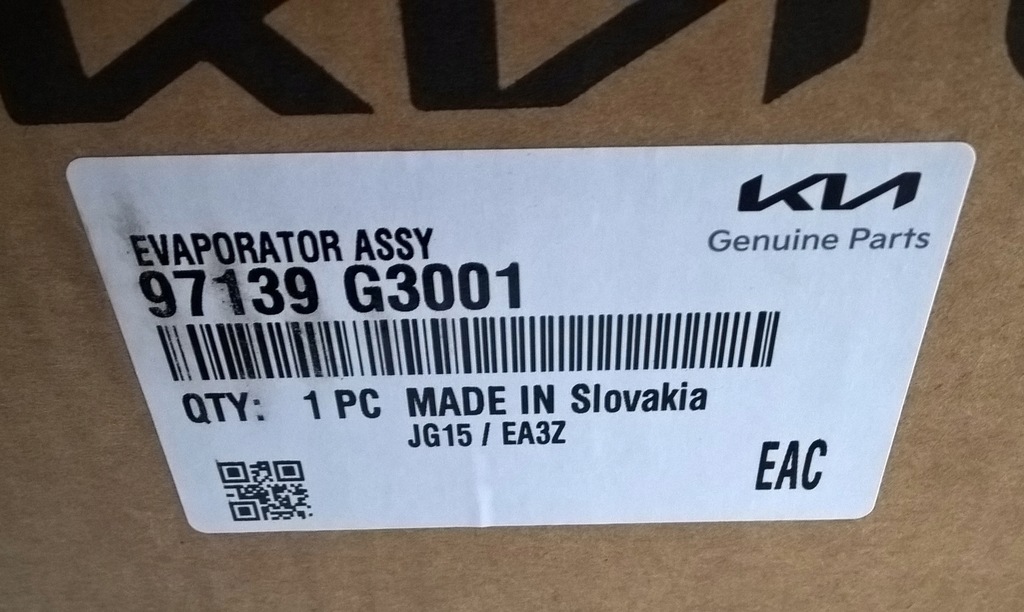 KIA
KIA
Genuine Parts
EVAPORATOR ASSY
97139 G3001
QTY: 1 PC MADE IN Slovakia
JG15 / EA3Z
EAC